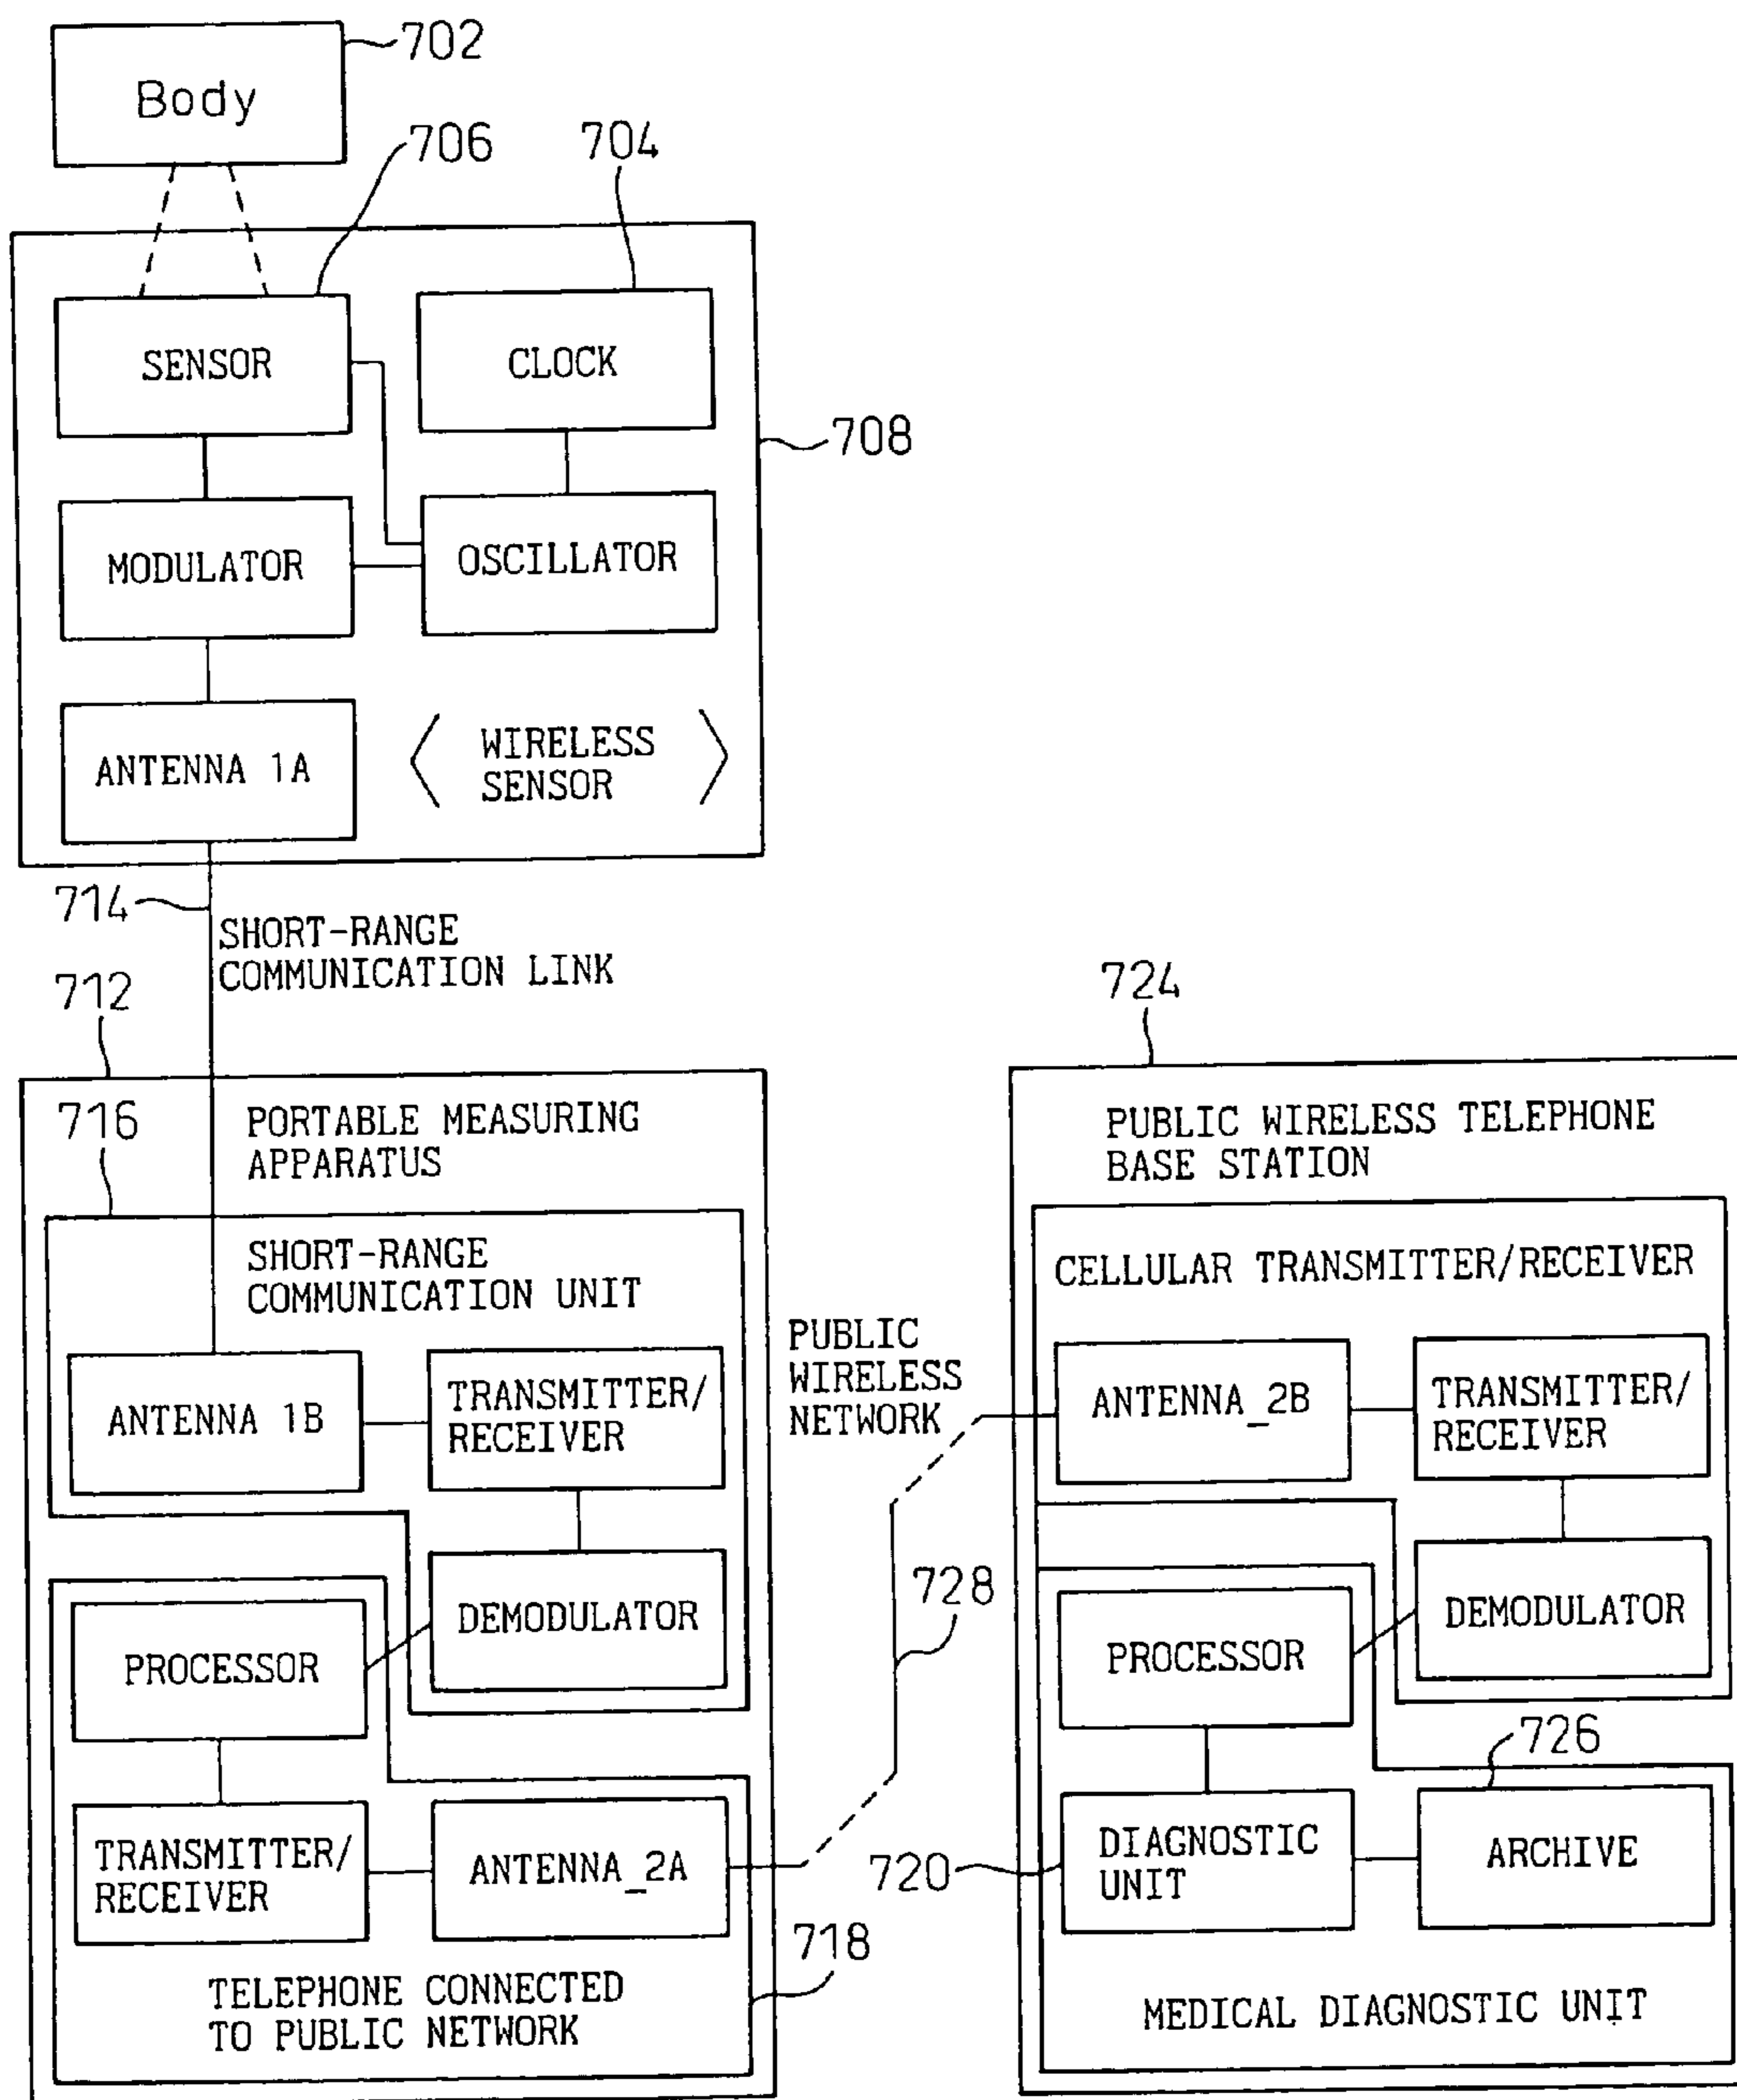 702
Body
706
704
SENSOR
CLOCK
708
MODULATOR
OSCILLATOR
ANTENNA 1A
WIRELESS
SENSOR
714
SHORT-RANGE
COMMUNICATION LINK
712
716
PORTABLE MEASURING
APPARATUS
SHORT-RANGE
COMMUNICATION UNIT
ANTENNA 1B
TRANSMITTER/
RECEIVER
DEMODULATOR
PROCESSOR
TRANSMITTER/
RECEIVER
ANTENNA_2A
718
TELEPHONE CONNECTED
TO PUBLIC NETWORK
PUBLIC
WIRELESS
NETWORK
728
724
PUBLIC WIRELESS TELEPHONE
BASE STATION
CELLULAR TRANSMITTER/RECEIVER
ANTENNA_2B
TRANSMITTER/
RECEIVER
DEMODULATOR
PROCESSOR
726
720
DIAGNOSTIC
UNIT
ARCHIVE
MEDICAL DIAGNOSTIC UNIT